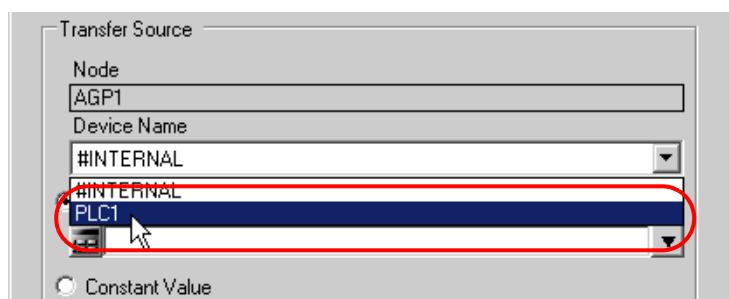 Transfer Source
Node
AGP1
Device Name
#INTERNAL
#INTERNAL
PLC1
Constant Value